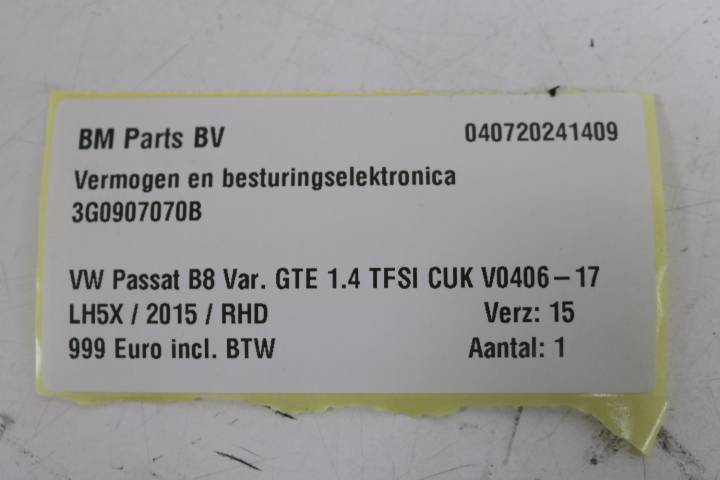 BM Parts BV 040720241409
Vermogen en besturingselektronica
3G0907070B
VW Passat B8 Var. GTE 1.4 TFSI CUK V0406-17
LH5X / 2015 / RHD Verz: 15
999 Euro incl. BTW Aantal: 1